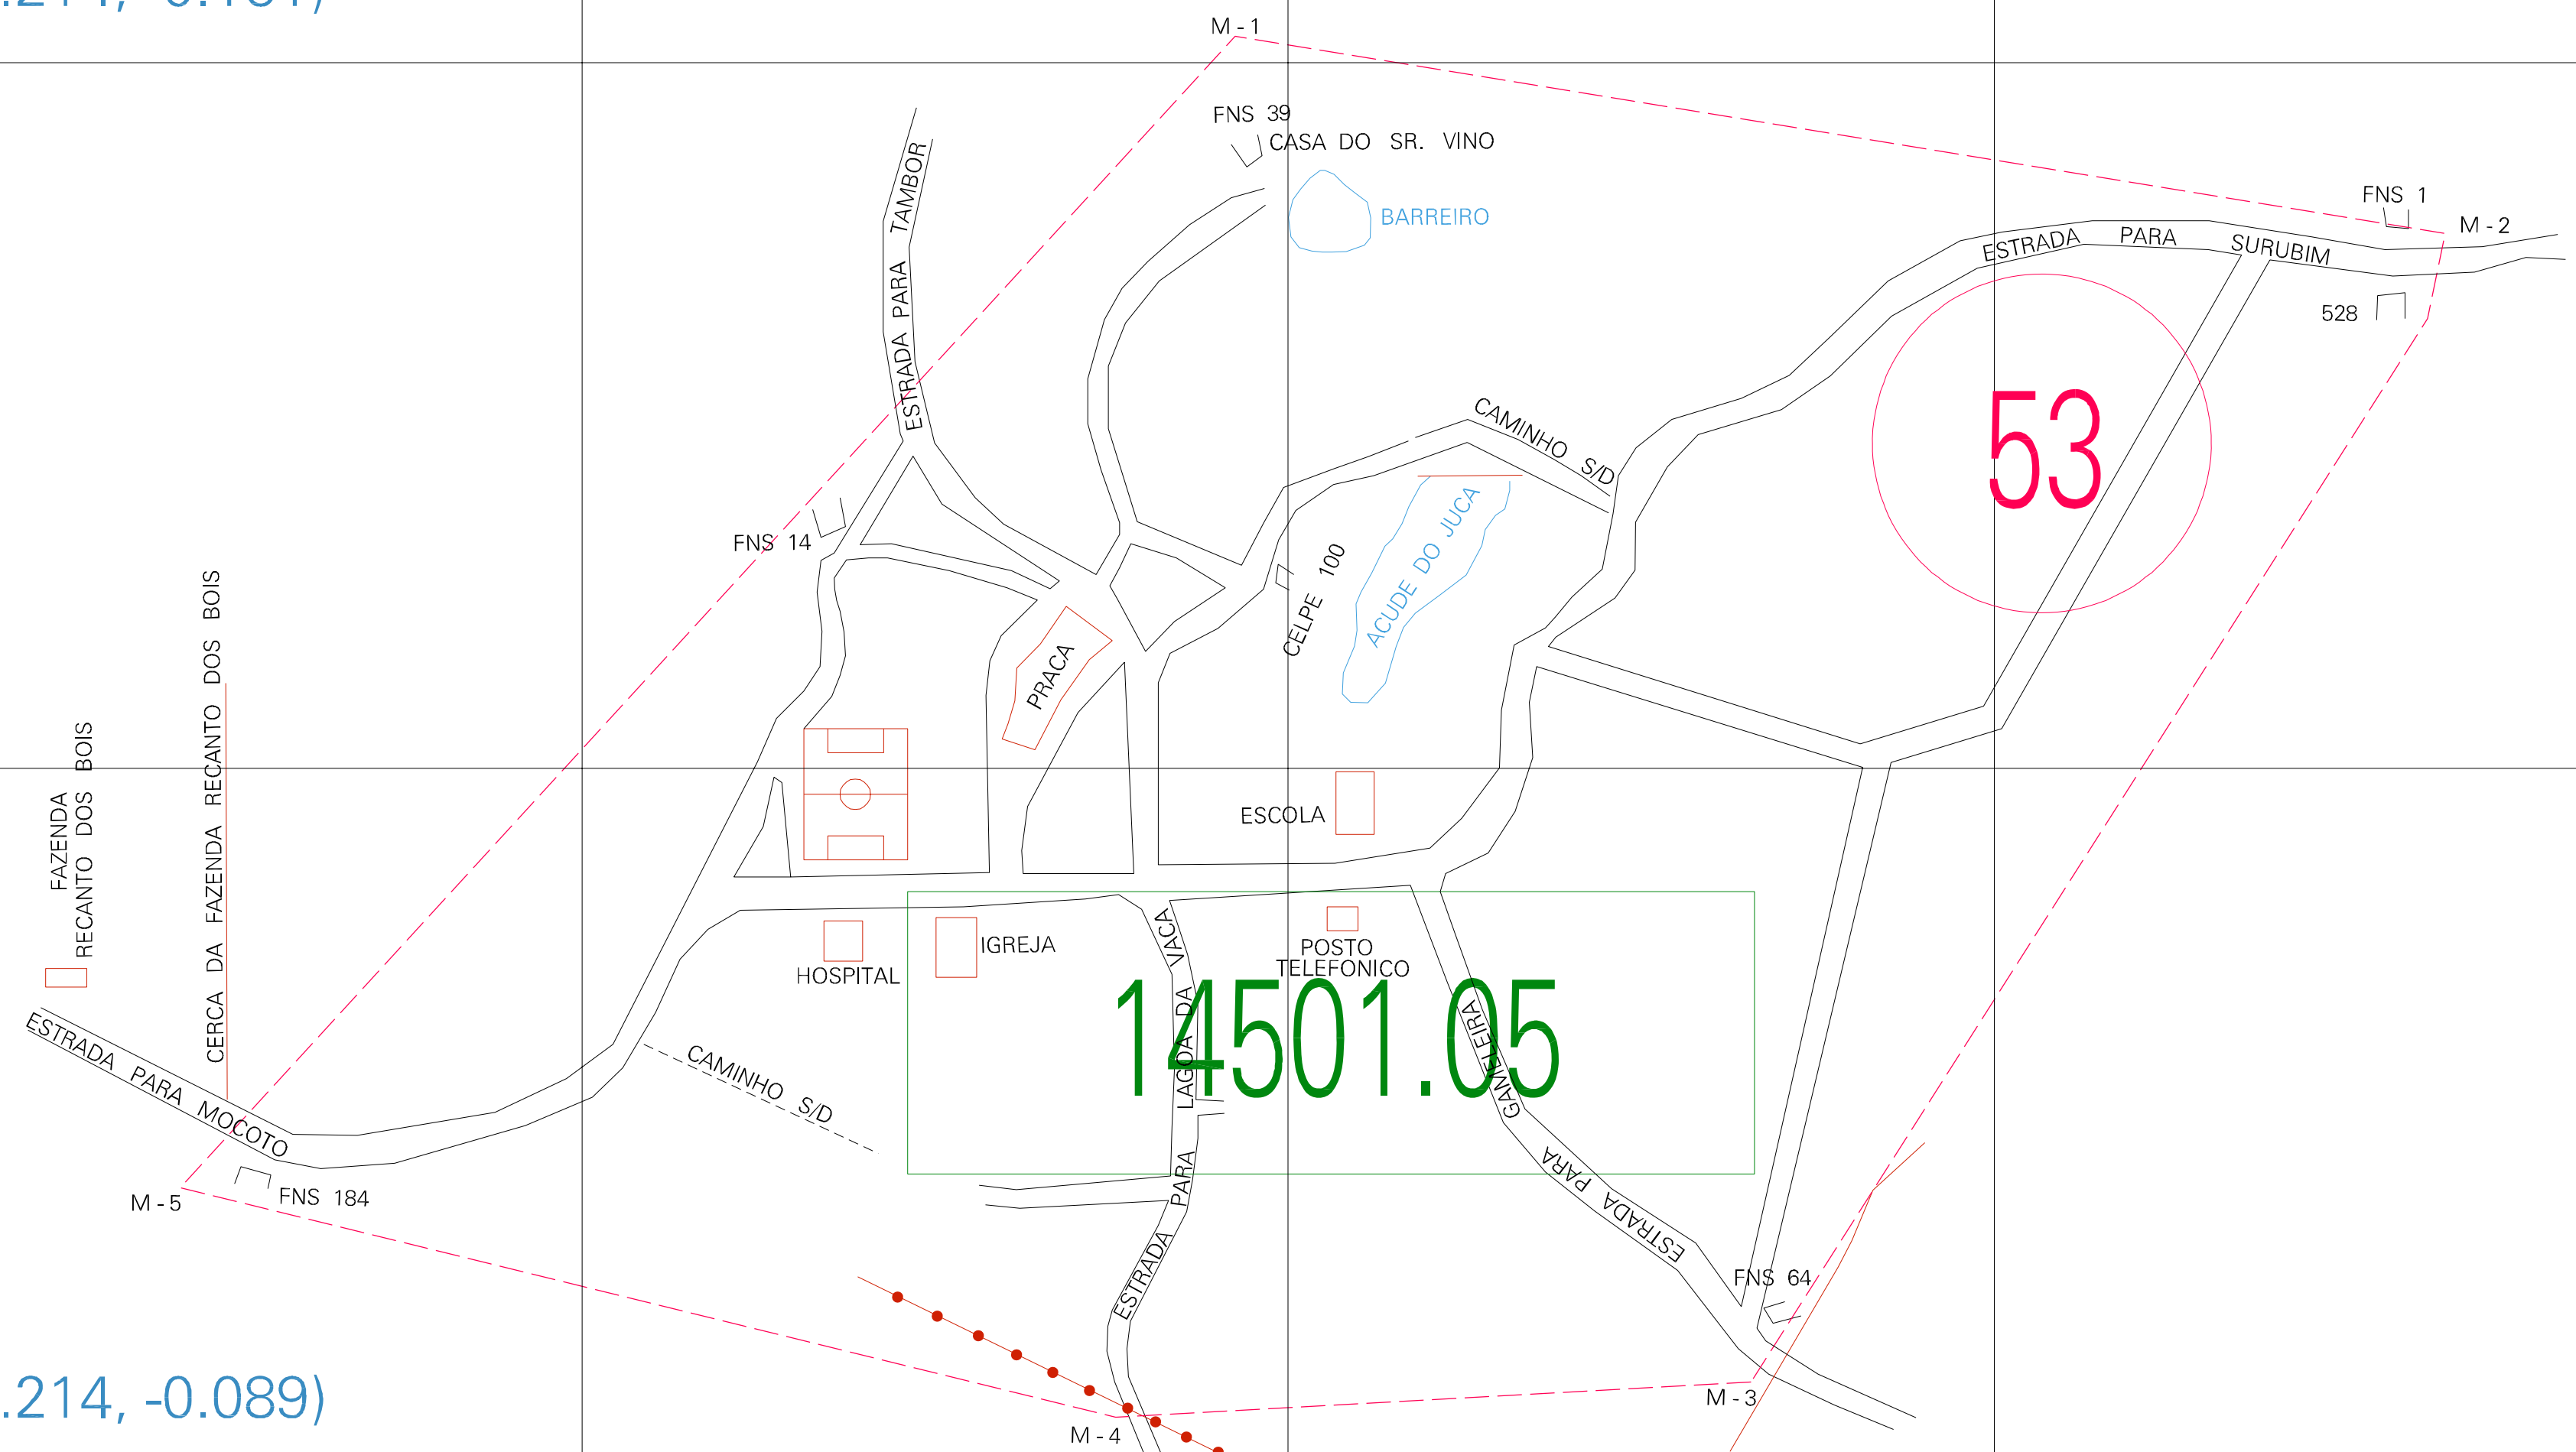 M - 1
FNS 39
CASA DO SR. VINO
BARREIRO
FNS 1
M - 2
ESTRADA PARA SURUBIM
528
53
ESTRADA PARA TAMBOR
CAMINHO S/D
FNS 14
CELPE 100
ACUDE DO JUCA
PRACA
FAZENDA
RECANTO DOS BOIS
CERCA DA FAZENDA RECANTO DOS BOIS
ESCOLA
HOSPITAL
IGREJA
POSTO
TELEFONICO
14501.05
ESTRADA PARA LAGOA DA VACA
ESTRADA PARA GAMELEIRA
ESTRADA PARA MOCOTO
CAMINHO S/D
M - 5
FNS 184
FNS 64
M - 3
M - 4
.214, -0.089)